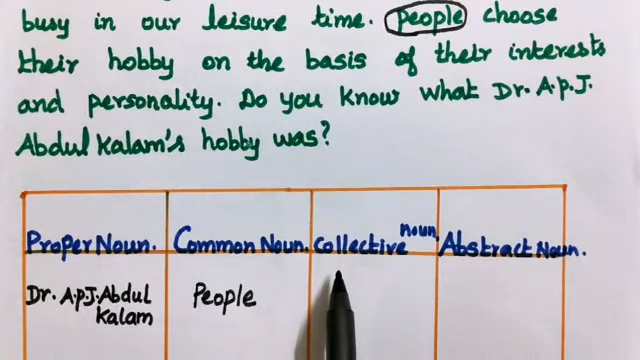 busy in our leisure time. People choose
their hobby on the basis of their interests
and personality. Do you know what Dr. A.P.J.
Abdul Kalam's hobby was?
Proper Noun. Common Noun. Collective noun Abstract Noun.
Dr. A.P.J. Abdul Kalam People